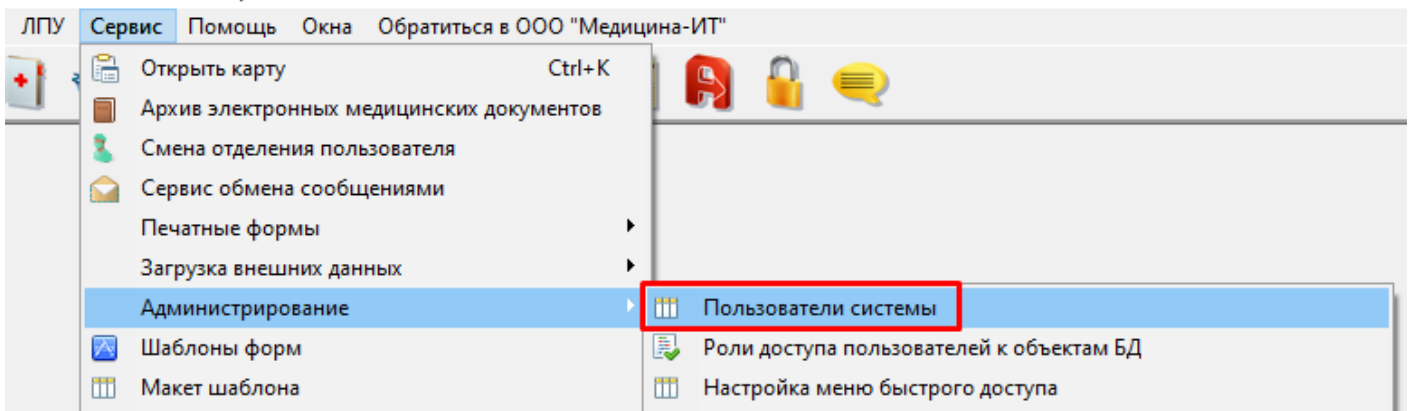 ЛПУ Сервис Помощь Окна Обратиться в ООО "Медицина-ИТ"
Открыть карту Ctrl+K
Архив электронных медицинских документов
Смена отделения пользователя
Сервис обмена сообщениями
Печатные формы
Загрузка внешних данных
Администрирование Пользователи системы
Шаблоны форм Роли доступа пользователей к объектам БД
Макет шаблона Настройка меню быстрого доступа